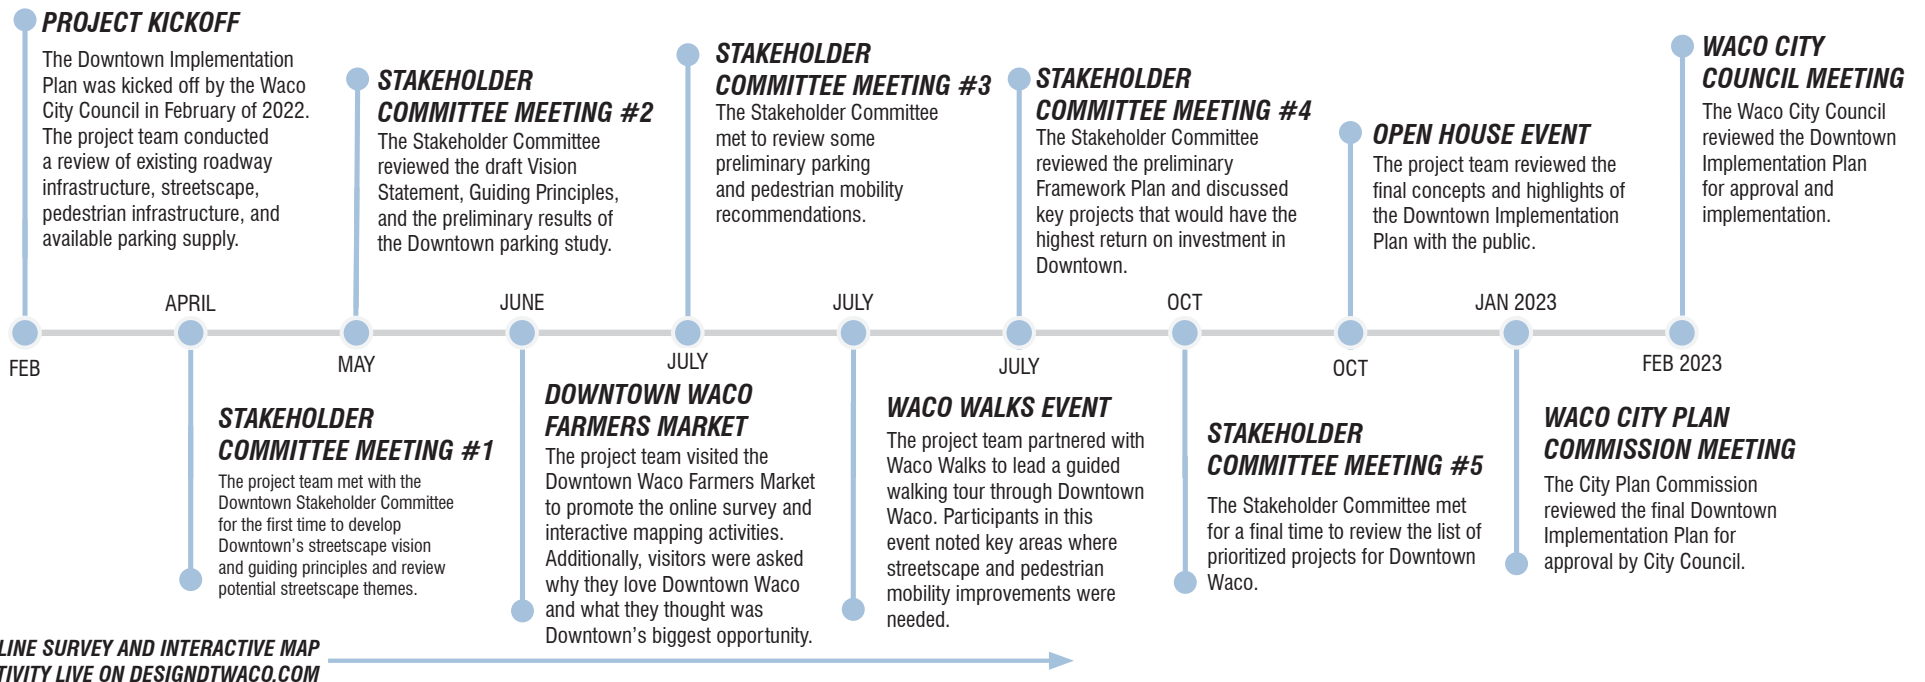 PROJECT KICKOFF
The Downtown Implementation
Plan was kicked off by the Waco
City Council in February of 2022.
The project team conducted
a review of existing roadway
infrastructure, streetscape,
pedestrian infrastructure, and
available parking supply.
STAKEHOLDER
COMMITTEE MEETING #2
The Stakeholder Committee
reviewed the draft Vision
Statement, Guiding Principles,
and the preliminary results of
the Downtown parking study.
STAKEHOLDER
COMMITTEE MEETING #3
The Stakeholder Committee
met to review some
preliminary parking
and pedestrian mobility
recommendations.
STAKEHOLDER
COMMITTEE MEETING #4
The Stakeholder Committee
reviewed the preliminary
Framework Plan and discussed
key projects that would have the
highest return on investment in
Downtown.
OPEN HOUSE EVENT
The project team reviewed the
final concepts and highlights of
the Downtown Implementation
Plan with the public.
WACO CITY
COUNCIL MEETING
The Waco City Council
reviewed the Downtown
Implementation Plan
for approval and
implementation.
FEB
APRIL
MAY
JUNE
JULY
JULY
JULY
OCT
OCT
JAN 2023
FEB 2023
STAKEHOLDER
COMMITTEE MEETING #1
The project team met with the
Downtown Stakeholder Committee
for the first time to develop
Downtown's streetscape vision
and guiding principles and review
potential streetscape themes.
DOWNTOWN WACO
FARMERS MARKET
The project team visited the
Downtown Waco Farmers Market
to promote the online survey and
interactive mapping activities.
Additionally, visitors were asked
why they love Downtown Waco
and what they thought was
Downtown's biggest opportunity.
WACO WALKS EVENT
The project team partnered with
Waco Walks to lead a guided
walking tour through Downtown
Waco. Participants in this
event noted key areas where
streetscape and pedestrian
mobility improvements were
needed.
STAKEHOLDER
COMMITTEE MEETING #5
The Stakeholder Committee met
for a final time to review the list of
prioritized projects for Downtown
Waco.
WACO CITY PLAN
COMMISSION MEETING
The City Plan Commission
reviewed the final Downtown
Implementation Plan for
approval by City Council.
LINE SURVEY AND INTERACTIVE MAP
TIVITY LIVE ON DESIGNDTWACO.COM